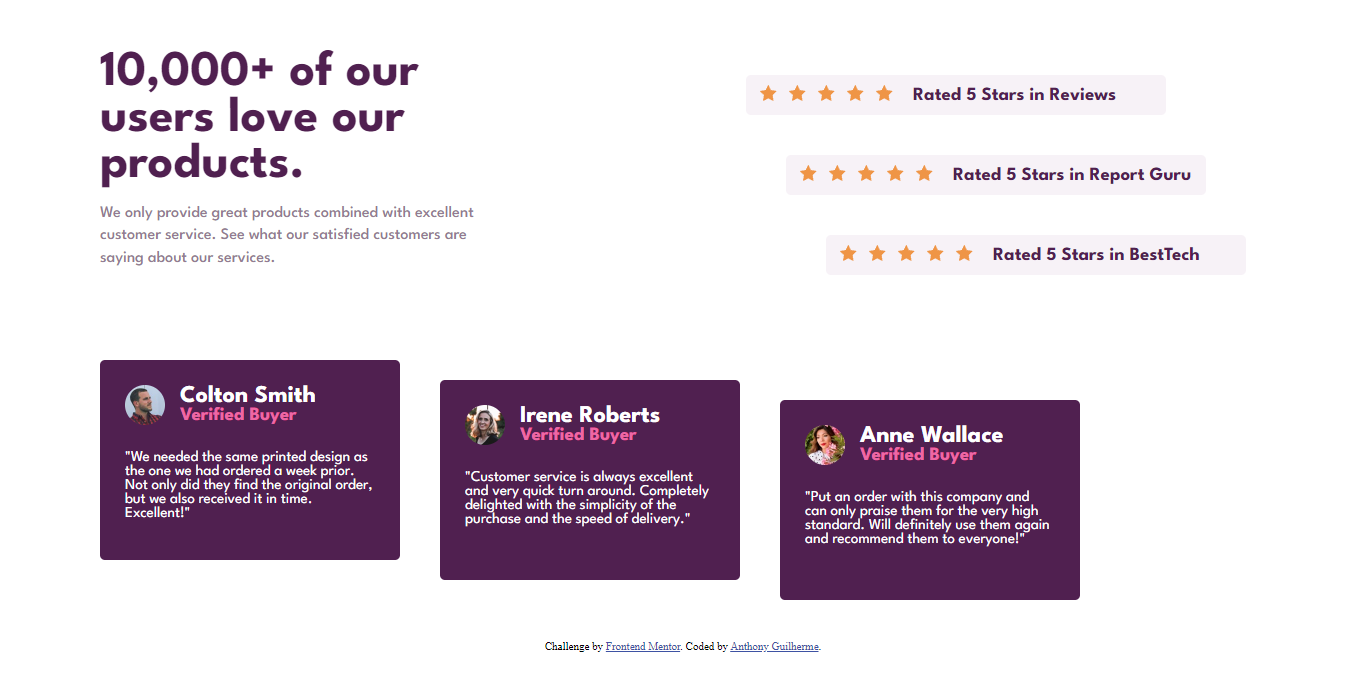 10,000+ of our
users love our
products.
We only provide great products combined with excellent
customer service. See what our satisfied customers are
saying about our services.
Rated 5 Stars in Reviews
Rated 5 Stars in Report Guru
Rated 5 Stars in BestTech
Colton Smith
Verified Buyer
"We needed the same printed design as
the one we had ordered a week prior.
Not only did they find the original order,
but we also received it in time.
Excellent!"
Irene Roberts
Verified Buyer
"Customer service is always excellent
and very quick turn around. Completely
delighted with the simplicity of the
purchase and the speed of delivery."
Anne Wallace
Verified Buyer
"Put an order with this company and
can only praise them for the very high
standard. Will definitely use them again
and recommend them to everyone!"
Challenge by Frontend Mentor. Coded by Anthony Guilherme.